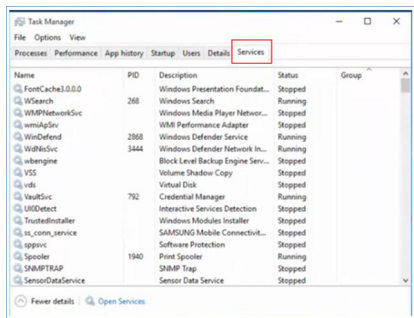 Task Manager
File Options View
Processes Performance App history Startup Users Details Services
Name PID Description Status Group
FontCache3.0.0.0 Windows Presentation Foundat... Stopped
WSearch 268 Windows Search Running
WMPNetworkSvc Windows Media Player Networ... Stopped
wmiApSrv WMI Performance Adapter Stopped
WinDefend 2868 Windows Defender Service Running
WdNisSvc 3444 Windows Defender Network In... Running
wbengine Block Level Backup Engine Serv... Stopped
VSS Volume Shadow Copy Stopped
vds Virtual Disk Stopped
VaultSvc 792 Credential Manager Running
UI0Detect Interactive Services Detection Stopped
TrustedInstaller Windows Modules Installer Stopped
ss_conn_service SAMSUNG Mobile Connectivit... Stopped
sppsvc Software Protection Stopped
Spooler 1940 Print Spooler Running
SNMPTRAP SNMP Trap Stopped
SensorDataService Sensor Data Service Stopped
Fewer details Open Services